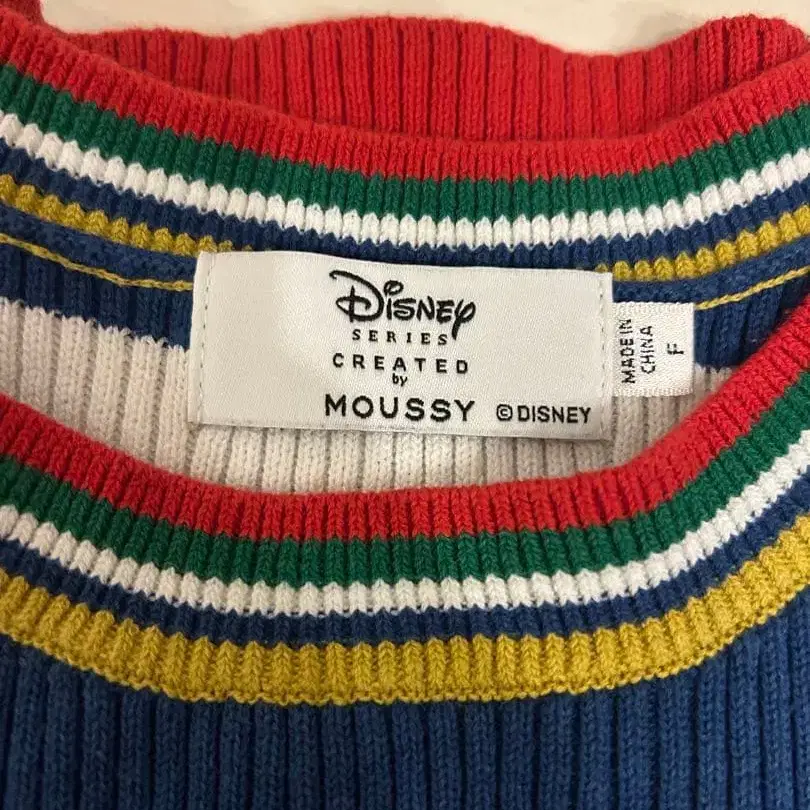 Disney
SERIES
CREATED
by
MOUSSY ©DISNEY
MADE IN
CHINA
F